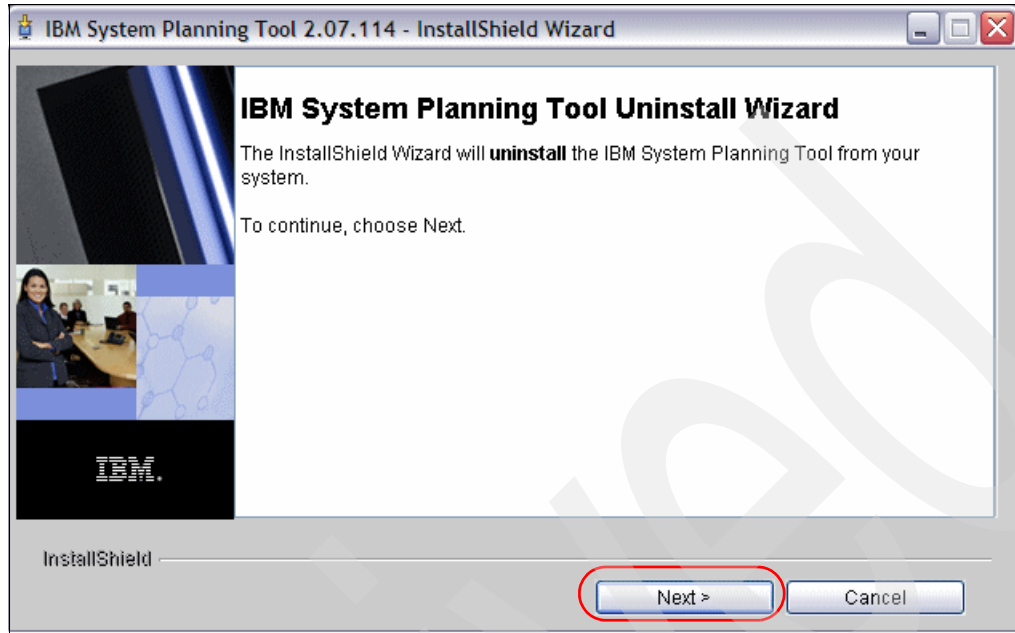 IBM System Planning Tool 2.07.114 - InstallShield Wizard
IBM System Planning Tool Uninstall Wizard
The InstallShield Wizard will uninstall the IBM System Planning Tool from your
system.
To continue, choose Next.
IBM.
InstallShield
Next >
Cancel